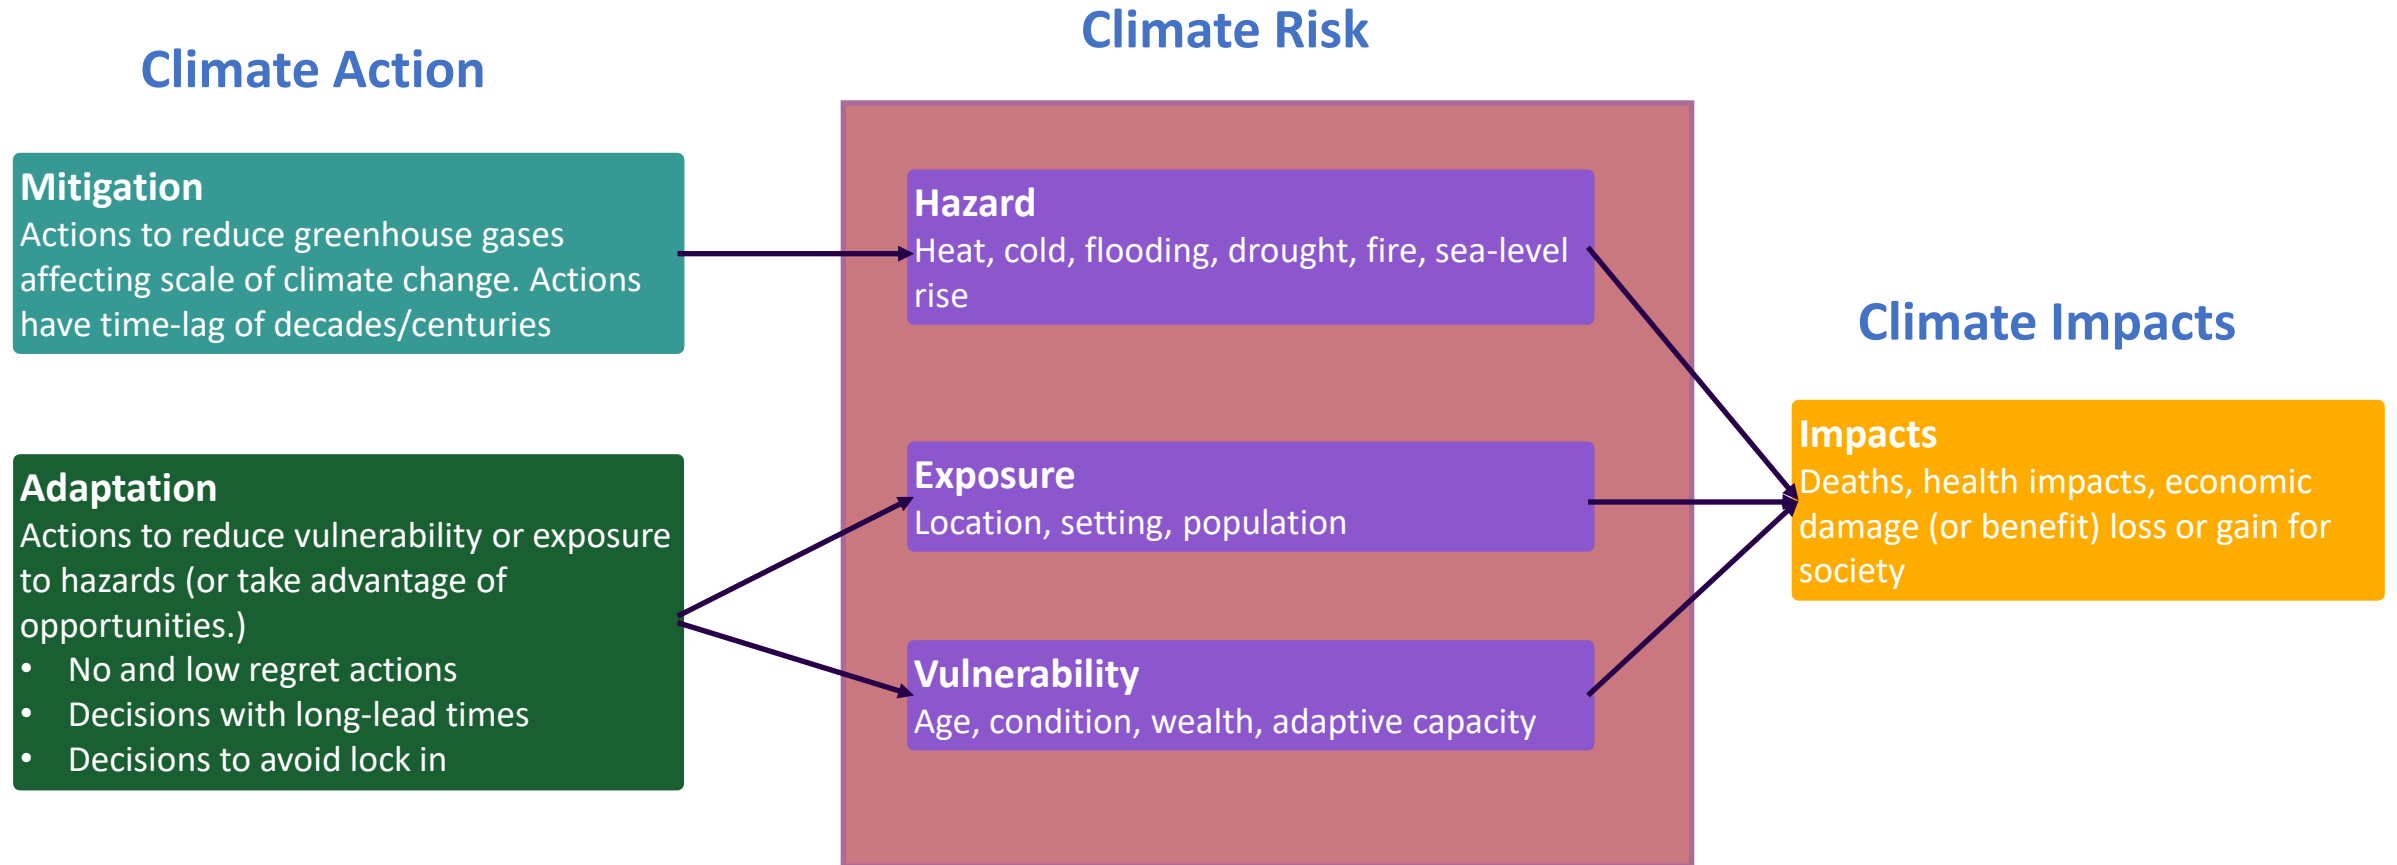 Climate Action
Mitigation
Actions to reduce greenhouse gases
affecting scale of climate change. Actions
have time-lag of decades/centuries
Adaptation
Actions to reduce vulnerability or exposure
to hazards (or take advantage of
opportunities.)
• No and low regret actions
• Decisions with long-lead times
• Decisions to avoid lock in
Climate Risk
Hazard
Heat, cold, flooding, drought, fire, sea-level
rise
Exposure
Location, setting, population
Vulnerability
Age, condition, wealth, adaptive capacity
Climate Impacts
Impacts
Deaths, health impacts, economic
damage (or benefit) loss or gain for
society